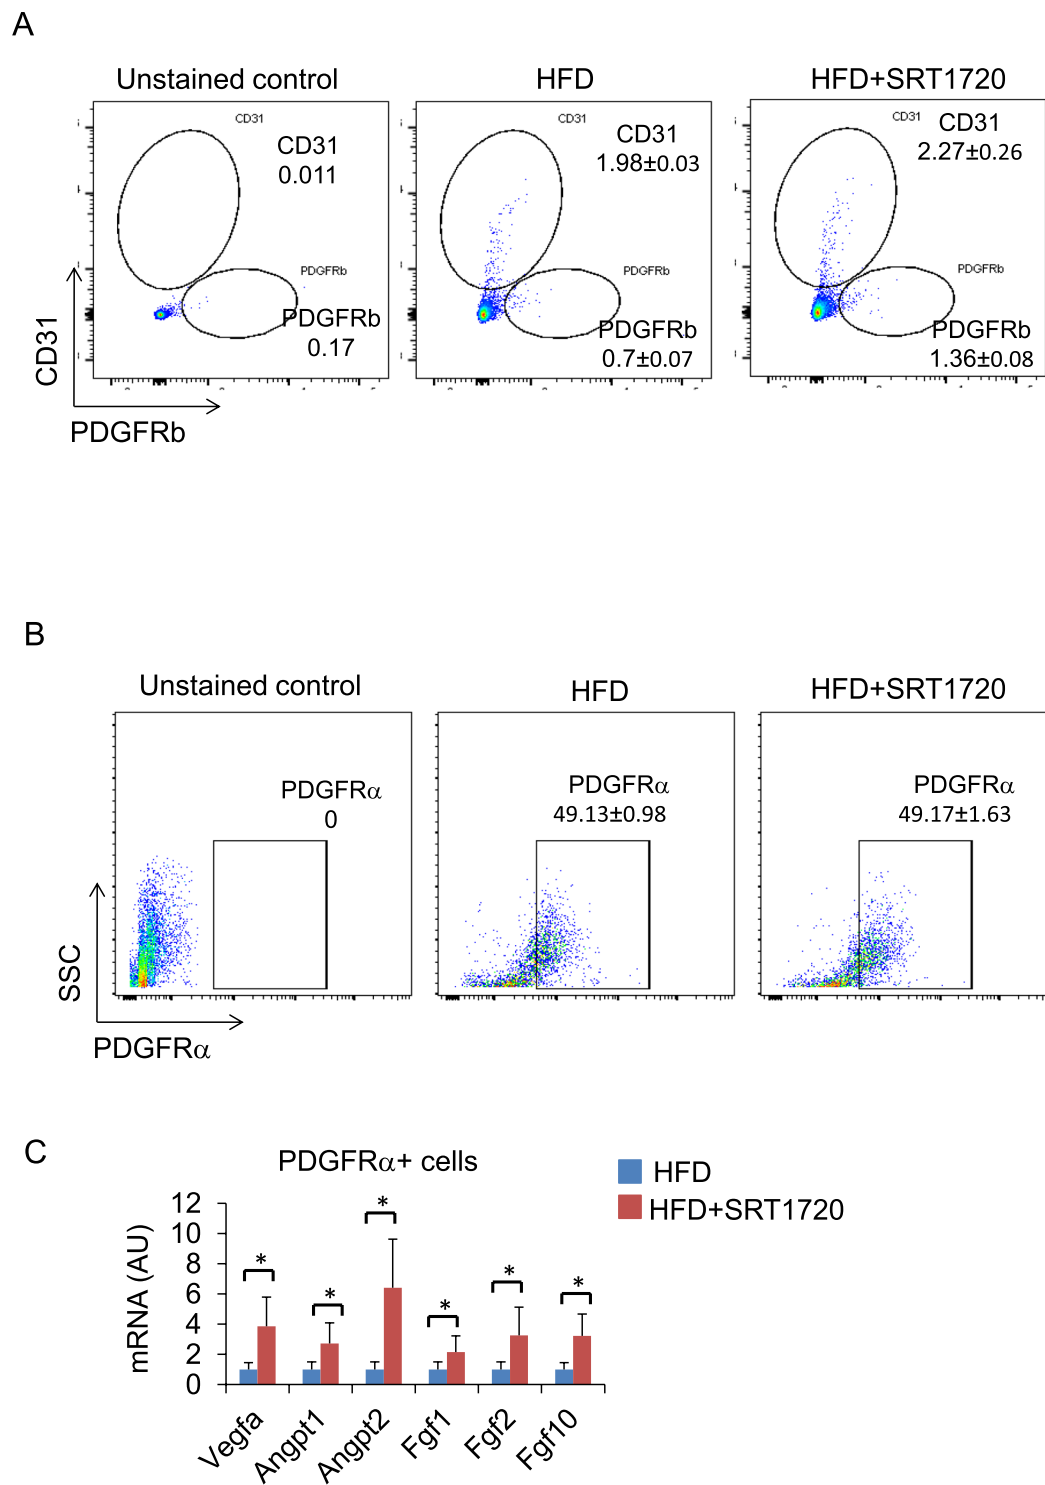 A
Unstained control
HFD
HFD+SRT1720
CD31
CD31
0.011
PDGFRb
PDGFRb
0.17
CD31
CD31
1.98±0.03
PDGFRb
PDGFRb
0.7±0.07
CD31
CD31
2.27±0.26
PDGFRb
PDGFRb
1.36±0.08
CD31
PDGFRb
B
Unstained control
HFD
HFD+SRT1720
PDGFRα
0
PDGFRα
49.13±0.98
PDGFRα
49.17±1.63
SSC
PDGFRα
C
PDGFRα+ cells
HFD
HFD+SRT1720
mRNA (AU)
12
10
8
6
4
2
0
*
*
*
*
*
*
Vegfa
Angpt1
Angpt2
Fgf1
Fgf2
Fgf10